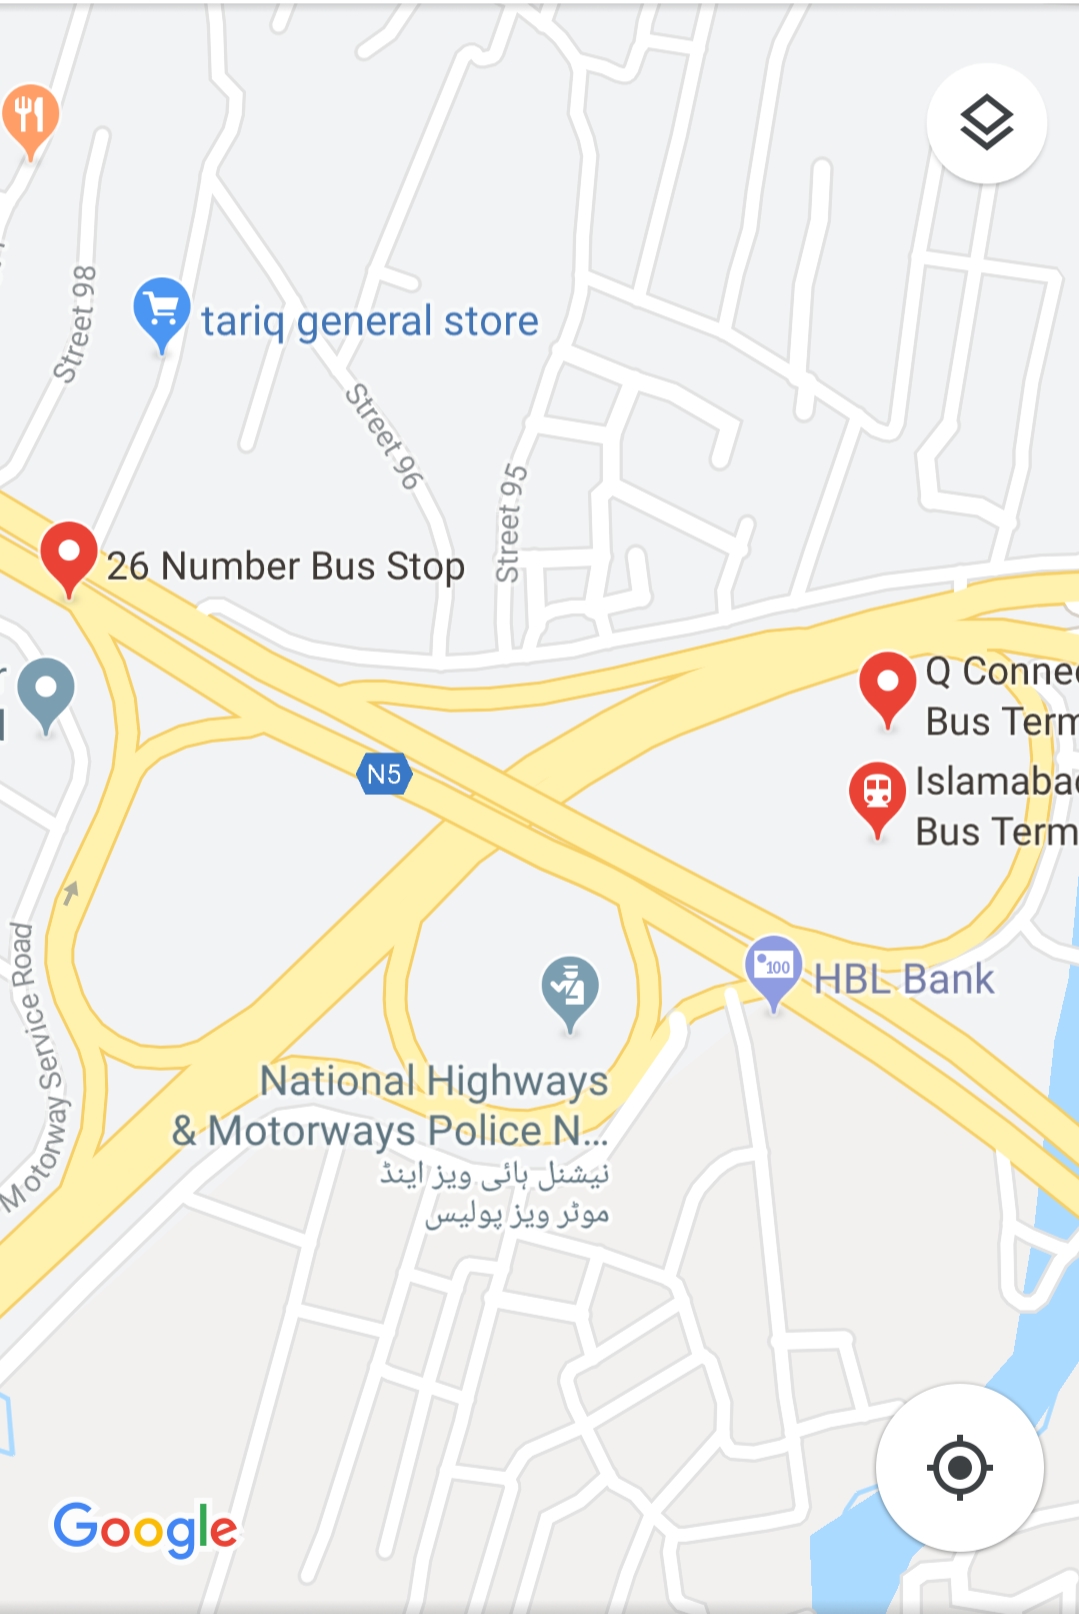 Street 98
tariq general store
Street 96
Street 95
26 Number Bus Stop
Q Connec
Bus Term
N5
Islamabad
Bus Term
Motorway Service Road
100
HBL Bank
National Highways
& Motorways Police N...
نیشنل ہائی ویز اینڈ
موٹر ویز پولیس
Google